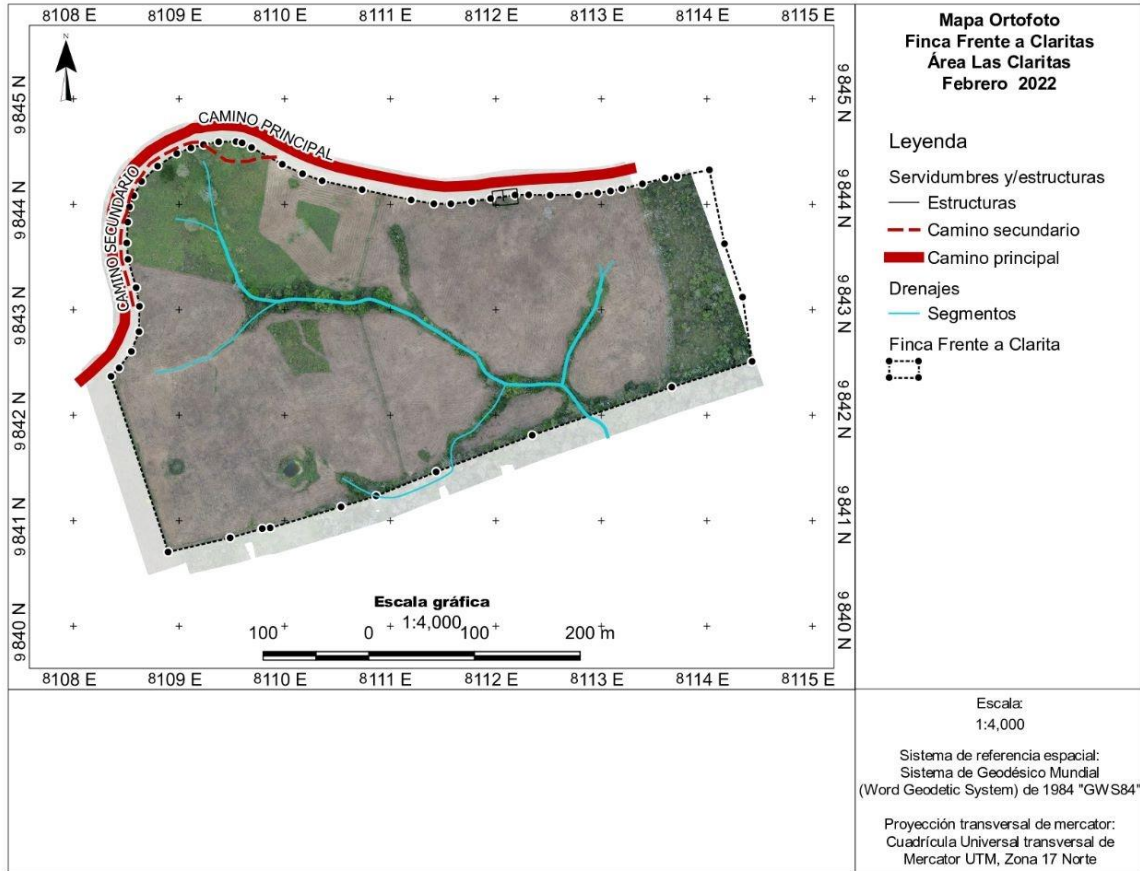 8108 E 8109 E 8110 E 8111 E 8112 E 8113 E 8114 E 8115 E
9 845 N
9 844 N
9 843 N
9 842 N
9 841 N
9 840 N
N
CAMINO PRINCIPAL
CAMINO SECUNDARIO
9 845 N
9 844 N
9 843 N
9 842 N
9 841 N
9 840 N
Escala gráfica
1:4,000
100 0 100 200 m
8108 E 8109 E 8110 E 8111 E 8112 E 8113 E 8114 E 8115 E
Mapa Ortofoto
Finca Frente a Claritas
Área Las Claritas
Febrero 2022
Leyenda
Servidumbres y/estructuras
Estructuras
Camino secundario
Camino principal
Drenajes
Segmentos
Finca Frente a Clarita
Escala:
1:4,000
Sistema de referencia espacial:
Sistema de Geodésico Mundial
(Word Geodetic System) de 1984 "GWS84"
Proyección transversal de mercator:
Cuadrícula Universal transversal de
Mercator UTM, Zona 17 Norte